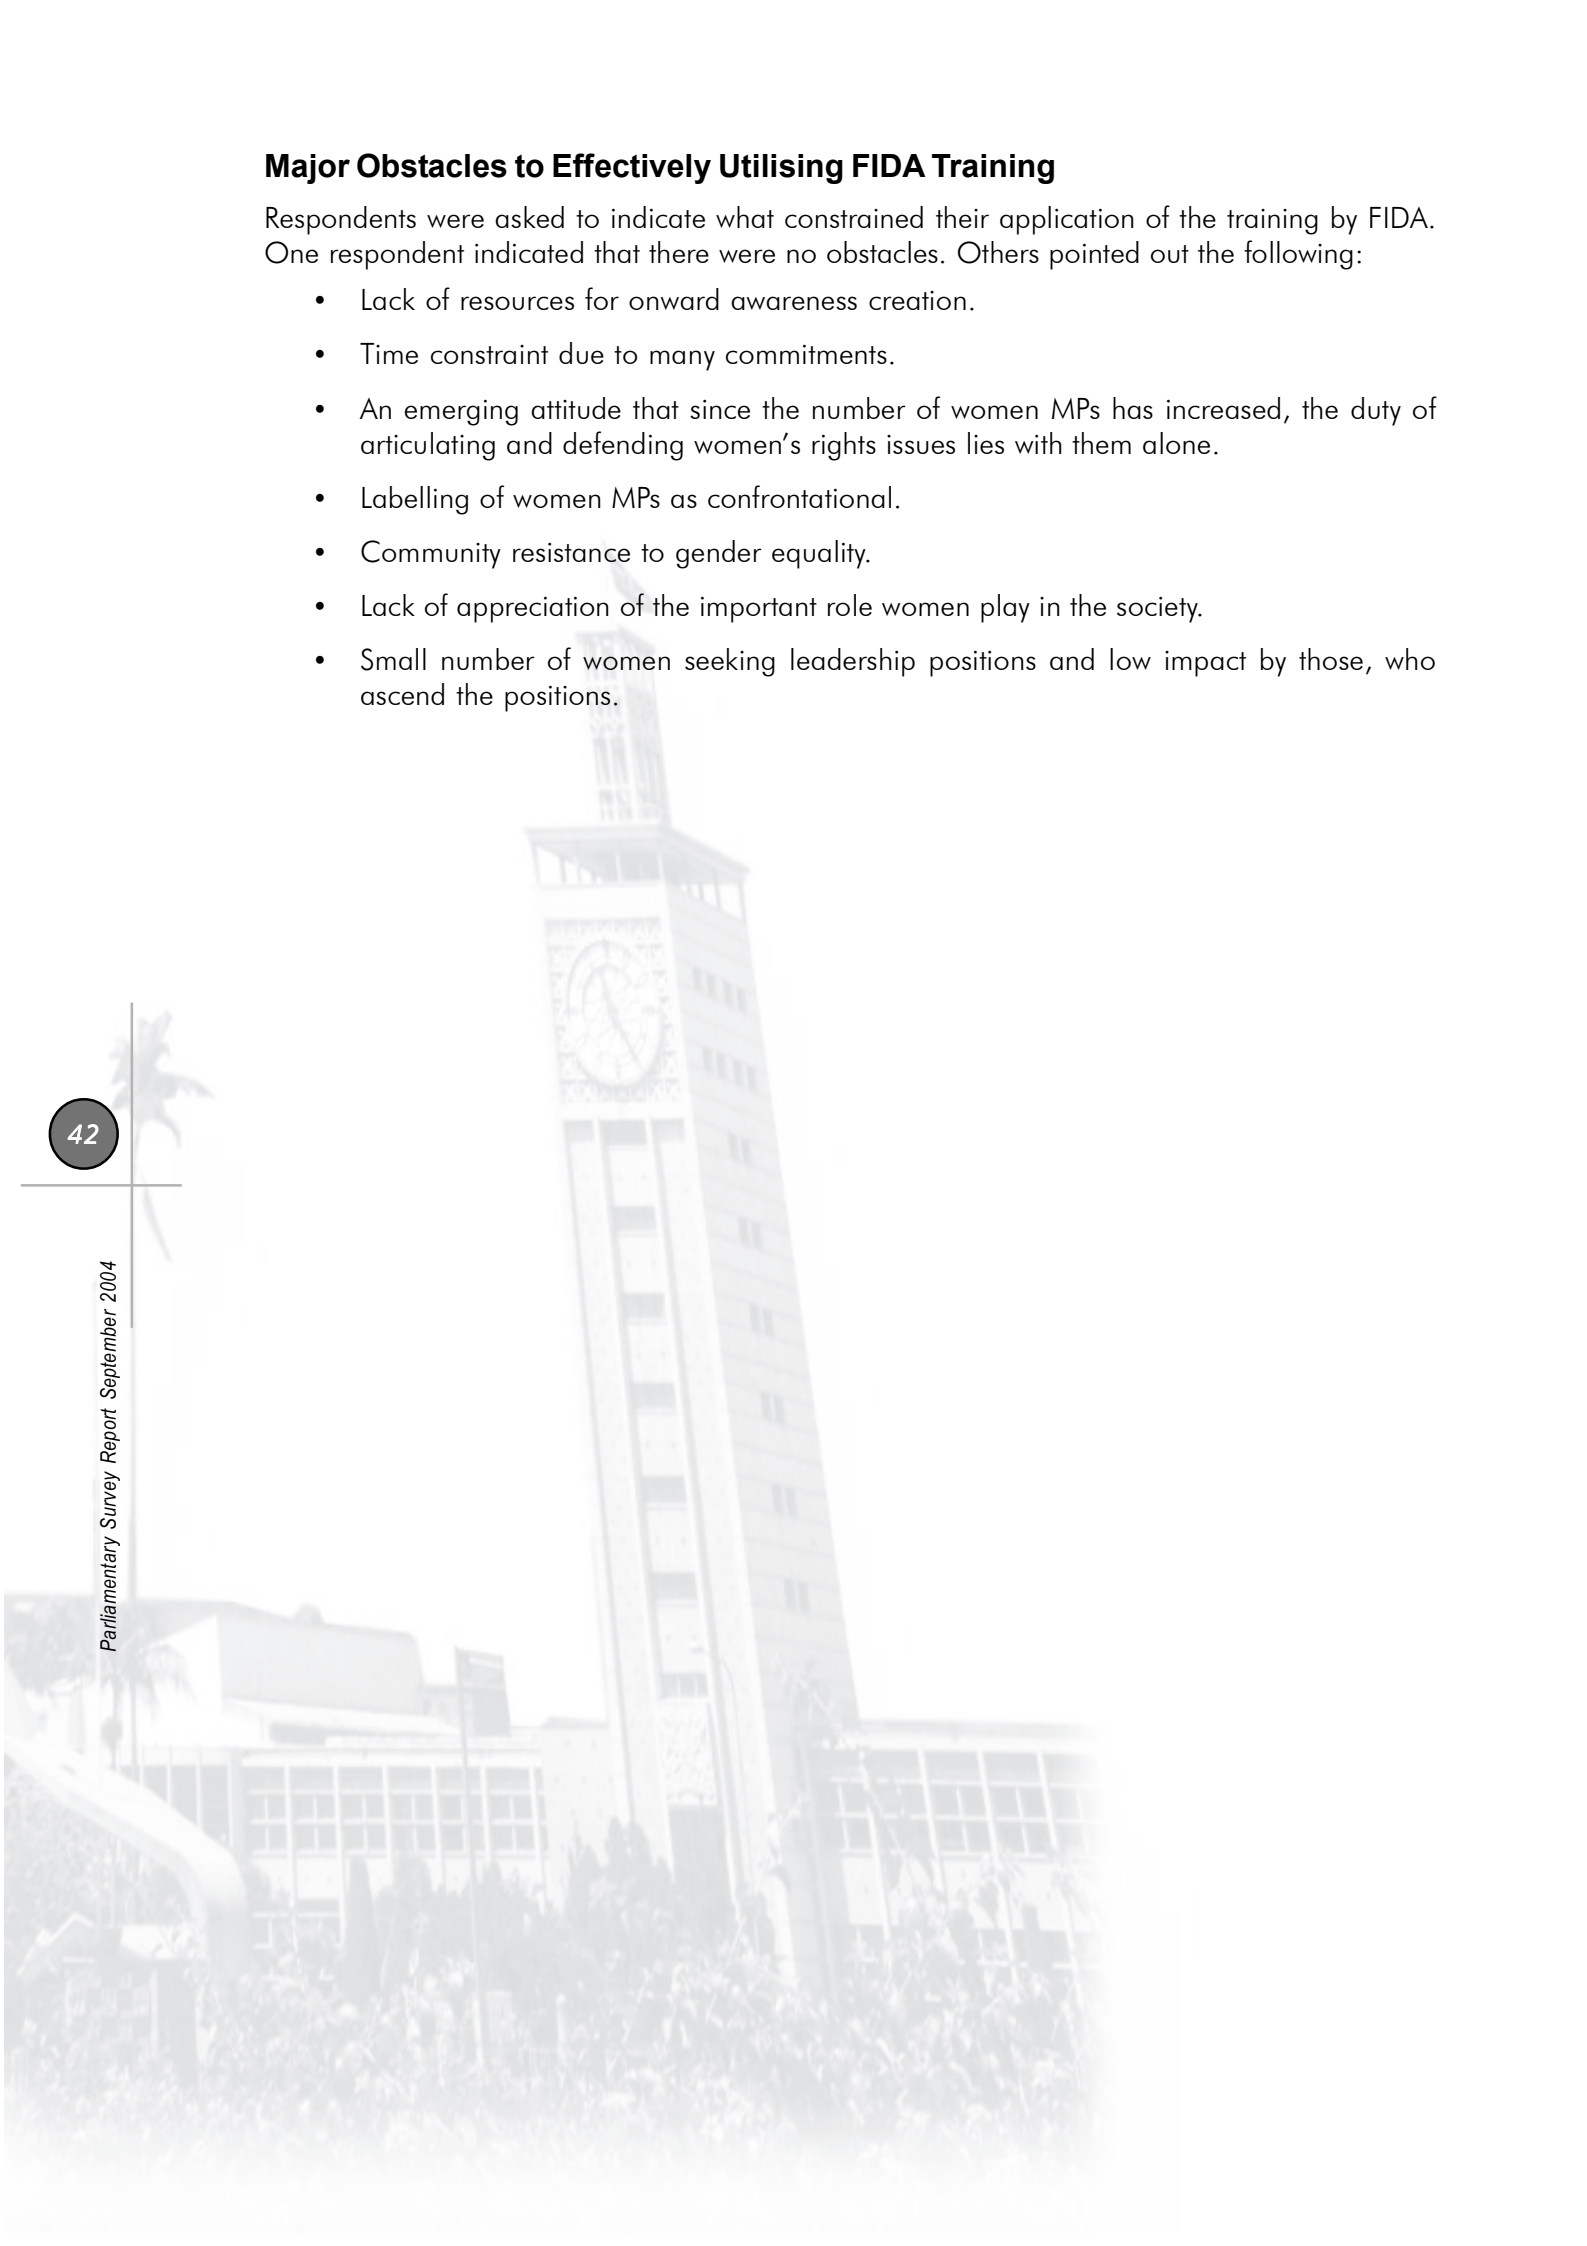 Major Obstacles to Effectively Utilising FIDA Training
Respondents were asked to indicate what constrained their application of the training by FIDA.
One respondent indicated that there were no obstacles. Others pointed out the following:
• Lack of resources for onward awareness creation.
• Time constraint due to many commitments.
• An emerging attitude that since the number of women MPs has increased, the duty of
articulating and defending women’s rights issues lies with them alone.
• Labelling of women MPs as confrontational.
• Community resistance to gender equality.
• Lack of appreciation of the important role women play in the society.
• Small number of women seeking leadership positions and low impact by those, who
ascend the positions.
42
Parliamentary Survey Report September 2004